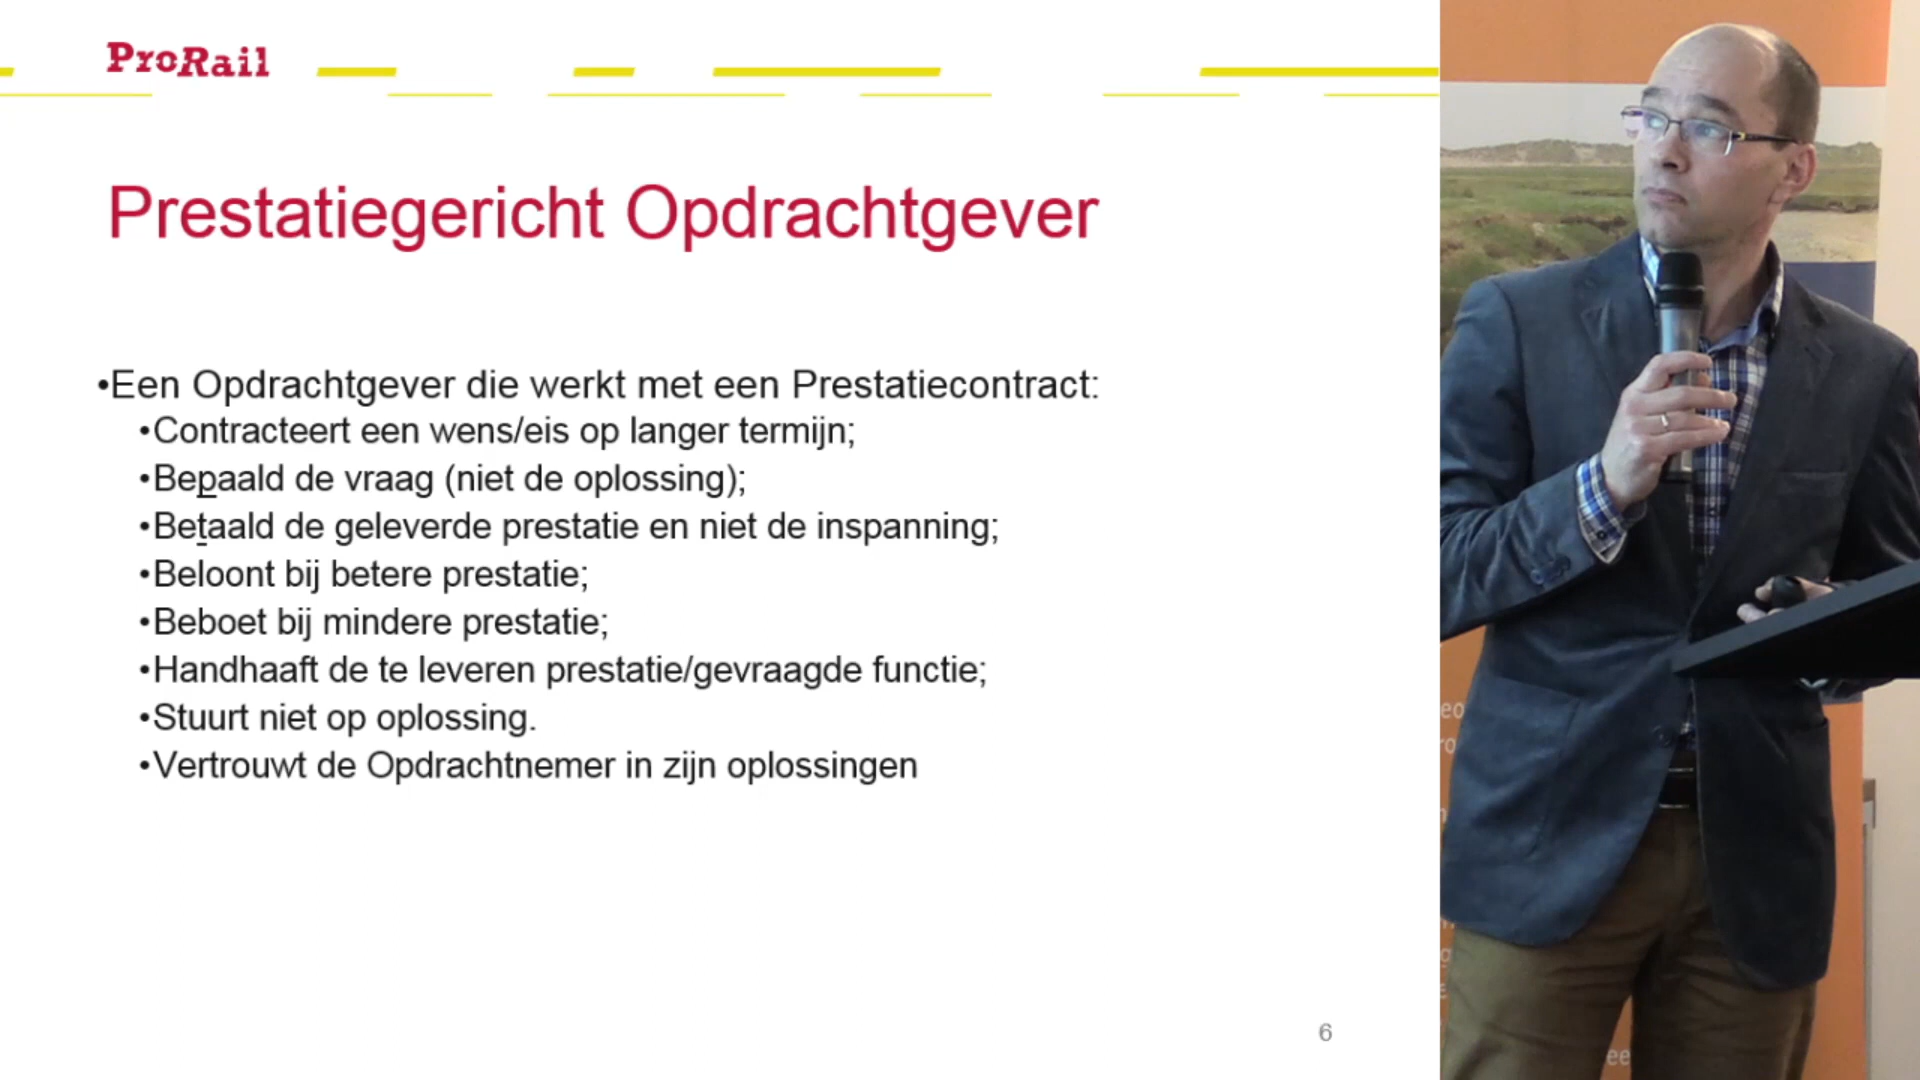 ProRail
Prestatiegericht Opdrachtgever
•Een Opdrachtgever die werkt met een Prestatiecontract:
•Contracteert een wens/eis op langer termijn;
•Bepaald de vraag (niet de oplossing);
•Betaald de geleverde prestatie en niet de inspanning;
•Beloont bij betere prestatie;
•Beboet bij mindere prestatie;
•Handhaaft de te leveren prestatie/gevraagde functie;
•Stuurt niet op oplossing.
•Vertrouwt de Opdrachtnemer in zijn oplossingen
6